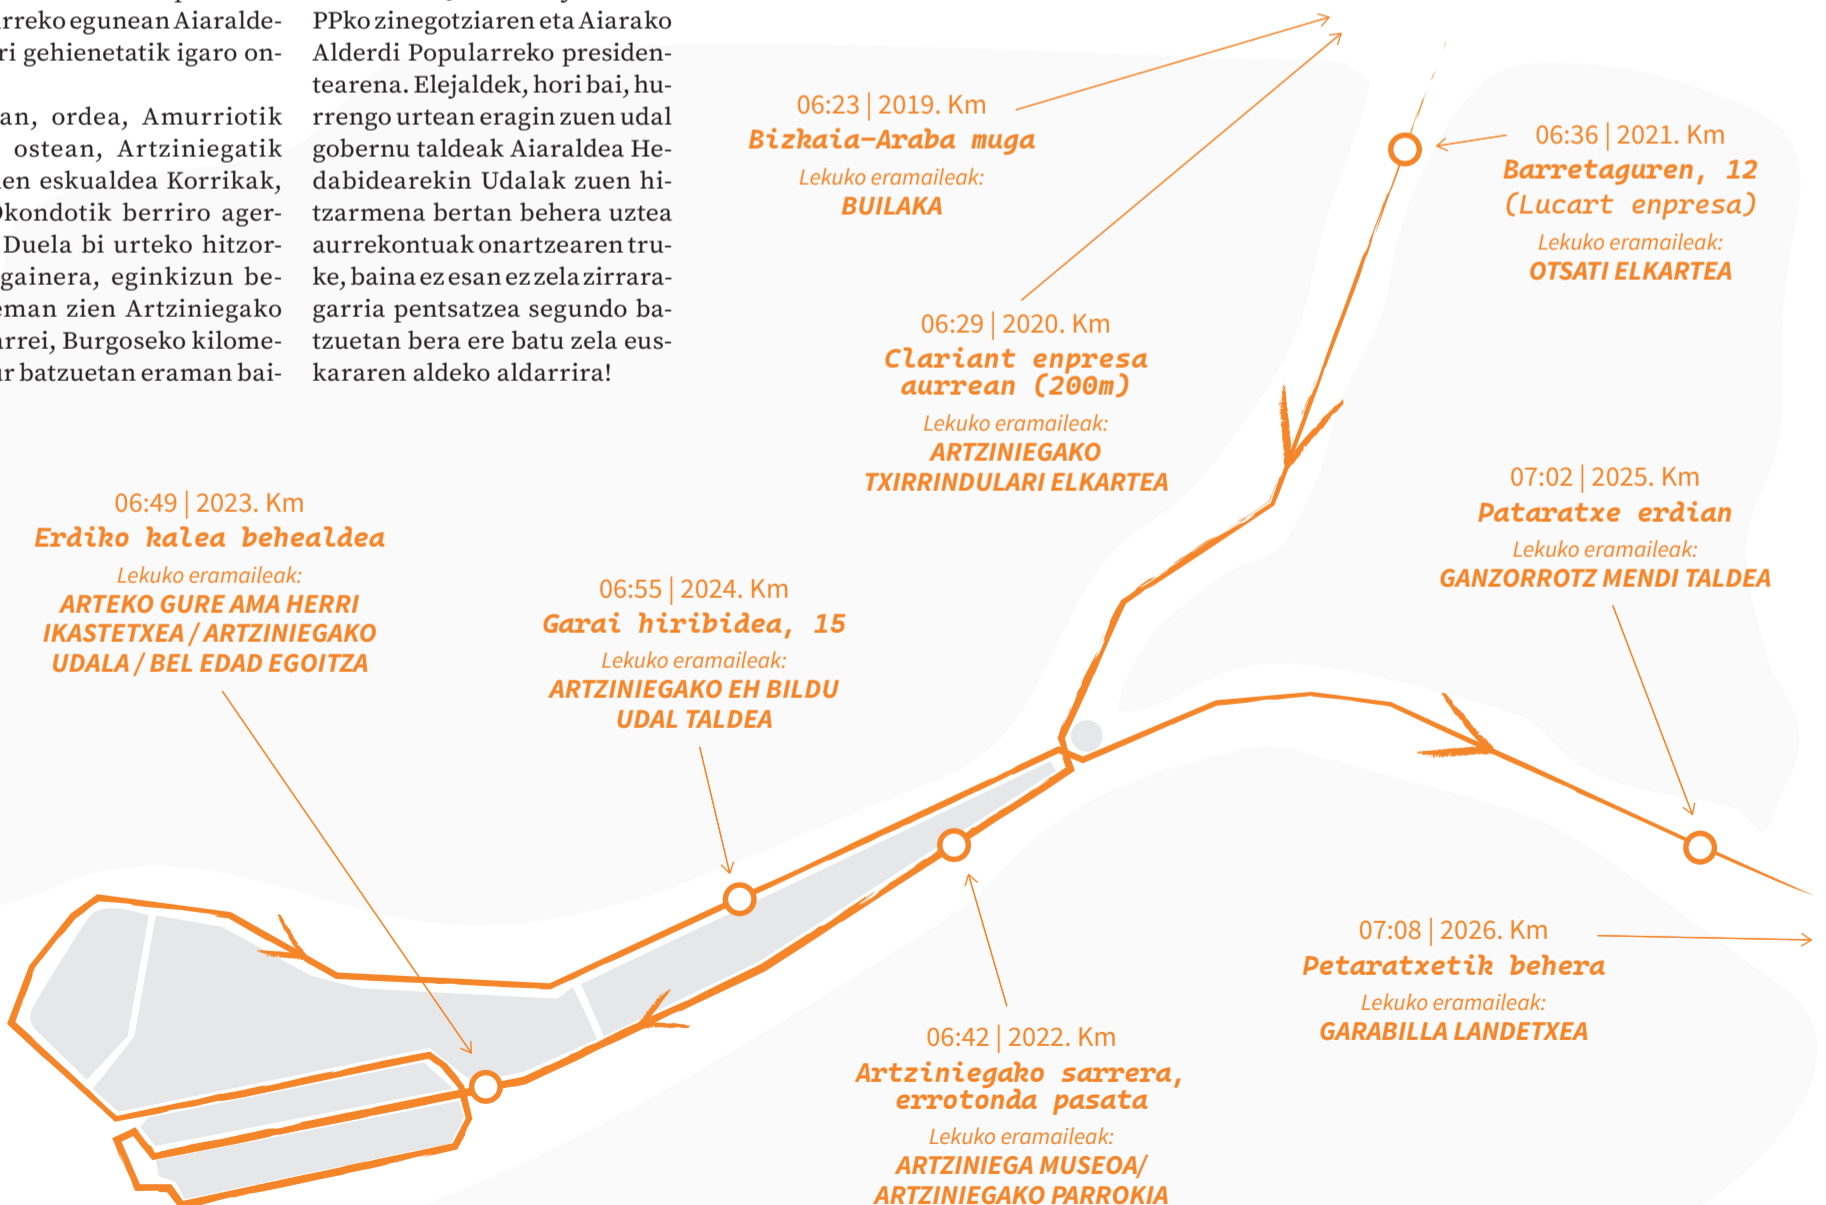 rreko egunean Aiaralde-
ri gehienetatik igaro on-
an, ordea, Amurriotik
ostean, Artziniegatik
en eskualdea Korrikak,
Okondotik berriro ager-
Duela bi urteko hitzor-
gainera, eginkizun be-
eman zien Artziniegako
arrei, Burgoseko kilome-
ur batzuetan eraman bai-
PPko zinegotziaren eta Aiarako
Alderdi Popularreko presiden-
tearena. Elejaldek, hori bai, hu-
rrengo urtean eragin zuen udal
gobernu taldeak Aiaraldea He-
dabidearekin Udalak zuen hi-
tzarmena bertan behera uztea
aurrekontuak onartzearen tru-
ke, baina ez esan ez zela zirrara-
garria pentsatzea segundo ba-
tzuetan bera ere batu zela eus-
kararen aldeko aldarrira!
06:23 | 2019. Km
Bizkaia-Araba muga
Lekuko eramaileak:
BUILAKA
06:36 | 2021. Km
Barretaguren, 12
(Lucart enpresa)
Lekuko eramaileak:
OTSATI ELKARTEA
06:29 | 2020. Km
Clariant enpresa
aurrean (200m)
Lekuko eramaileak:
ARTZINIEGAKO
TXIRRINDULARI ELKARTEA
07:02 | 2025. Km
Pataratxe erdian
Lekuko eramaileak:
GANZORROTZ MENDI TALDEA
06:49 | 2023. Km
Erdiko kalea behealdea
Lekuko eramaileak:
ARTEKO GURE AMA HERRI
IKASTETXEA / ARTZINIEGAKO
UDALA / BEL EDAD EGOITZA
06:55 | 2024. Km
Garai hiribidea, 15
Lekuko eramaileak:
ARTZINIEGAKO EH BILDU
UDAL TALDEA
07:08 | 2026. Km
Petaratxetik behera
Lekuko eramaileak:
GARABILLA LANDETXEA
06:42 | 2022. Km
Artziniegako sarrera,
errotonda pasata
Lekuko eramaileak:
ARTZINIEGA MUSEOA/
ARTZINIEGAKO PARROKIA